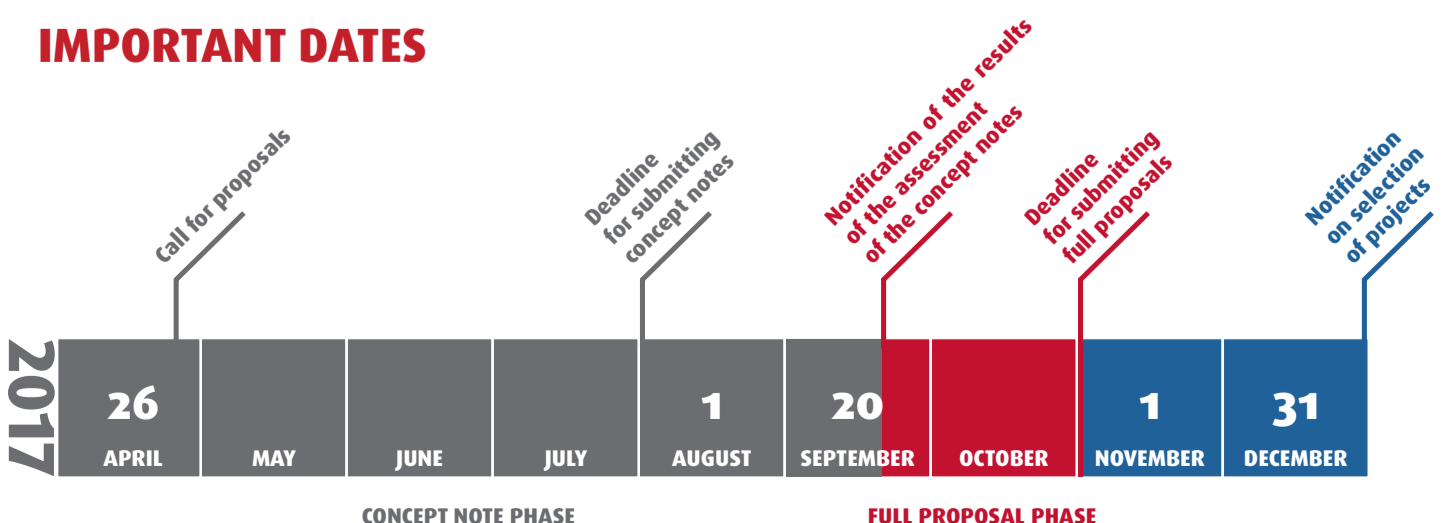 IMPORTANT DATES
Call for proposals
Deadline
for submitting
concept notes
Notification of the results
of the assessment
of the concept notes
Deadline
for submitting
full proposals
Notification
on selection
of projects
2017
26
APRIL
MAY
JUNE
JULY
1
AUGUST
20
SEPTEMBER
OCTOBER
1
NOVEMBER
31
DECEMBER
CONCEPT NOTE PHASE
FULL PROPOSAL PHASE